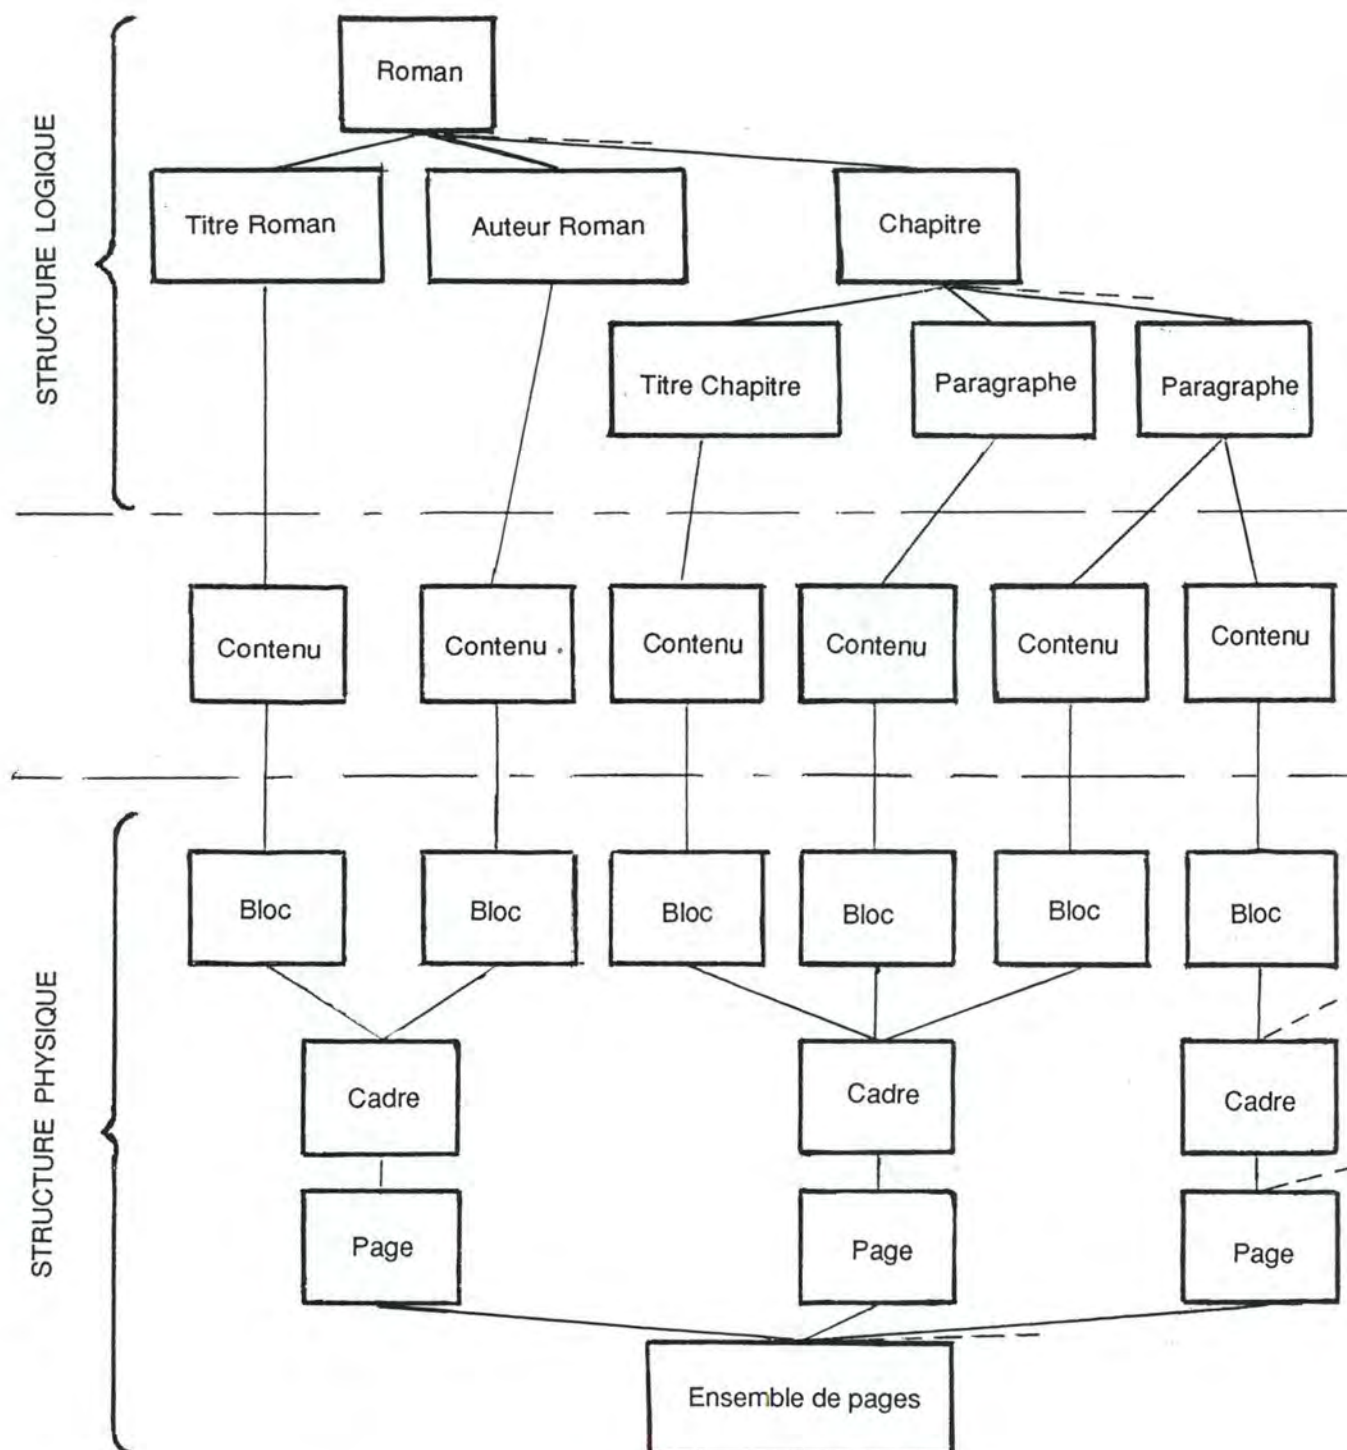 STRUCTURE LOGIQUE
Roman
Titre Roman
Auteur Roman
Chapitre
Titre Chapitre
Paragraphe
Paragraphe
Contenu
Contenu
Contenu
Contenu
Contenu
Contenu
STRUCTURE PHYSIQUE
Bloc
Bloc
Bloc
Bloc
Bloc
Bloc
Cadre
Cadre
Cadre
Page
Page
Page
Ensemble de pages